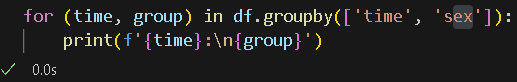 for (time, group) in df.groupby(['time', 'sex']):
    print(f'{time}:\n{group}')
✓ 0.0s